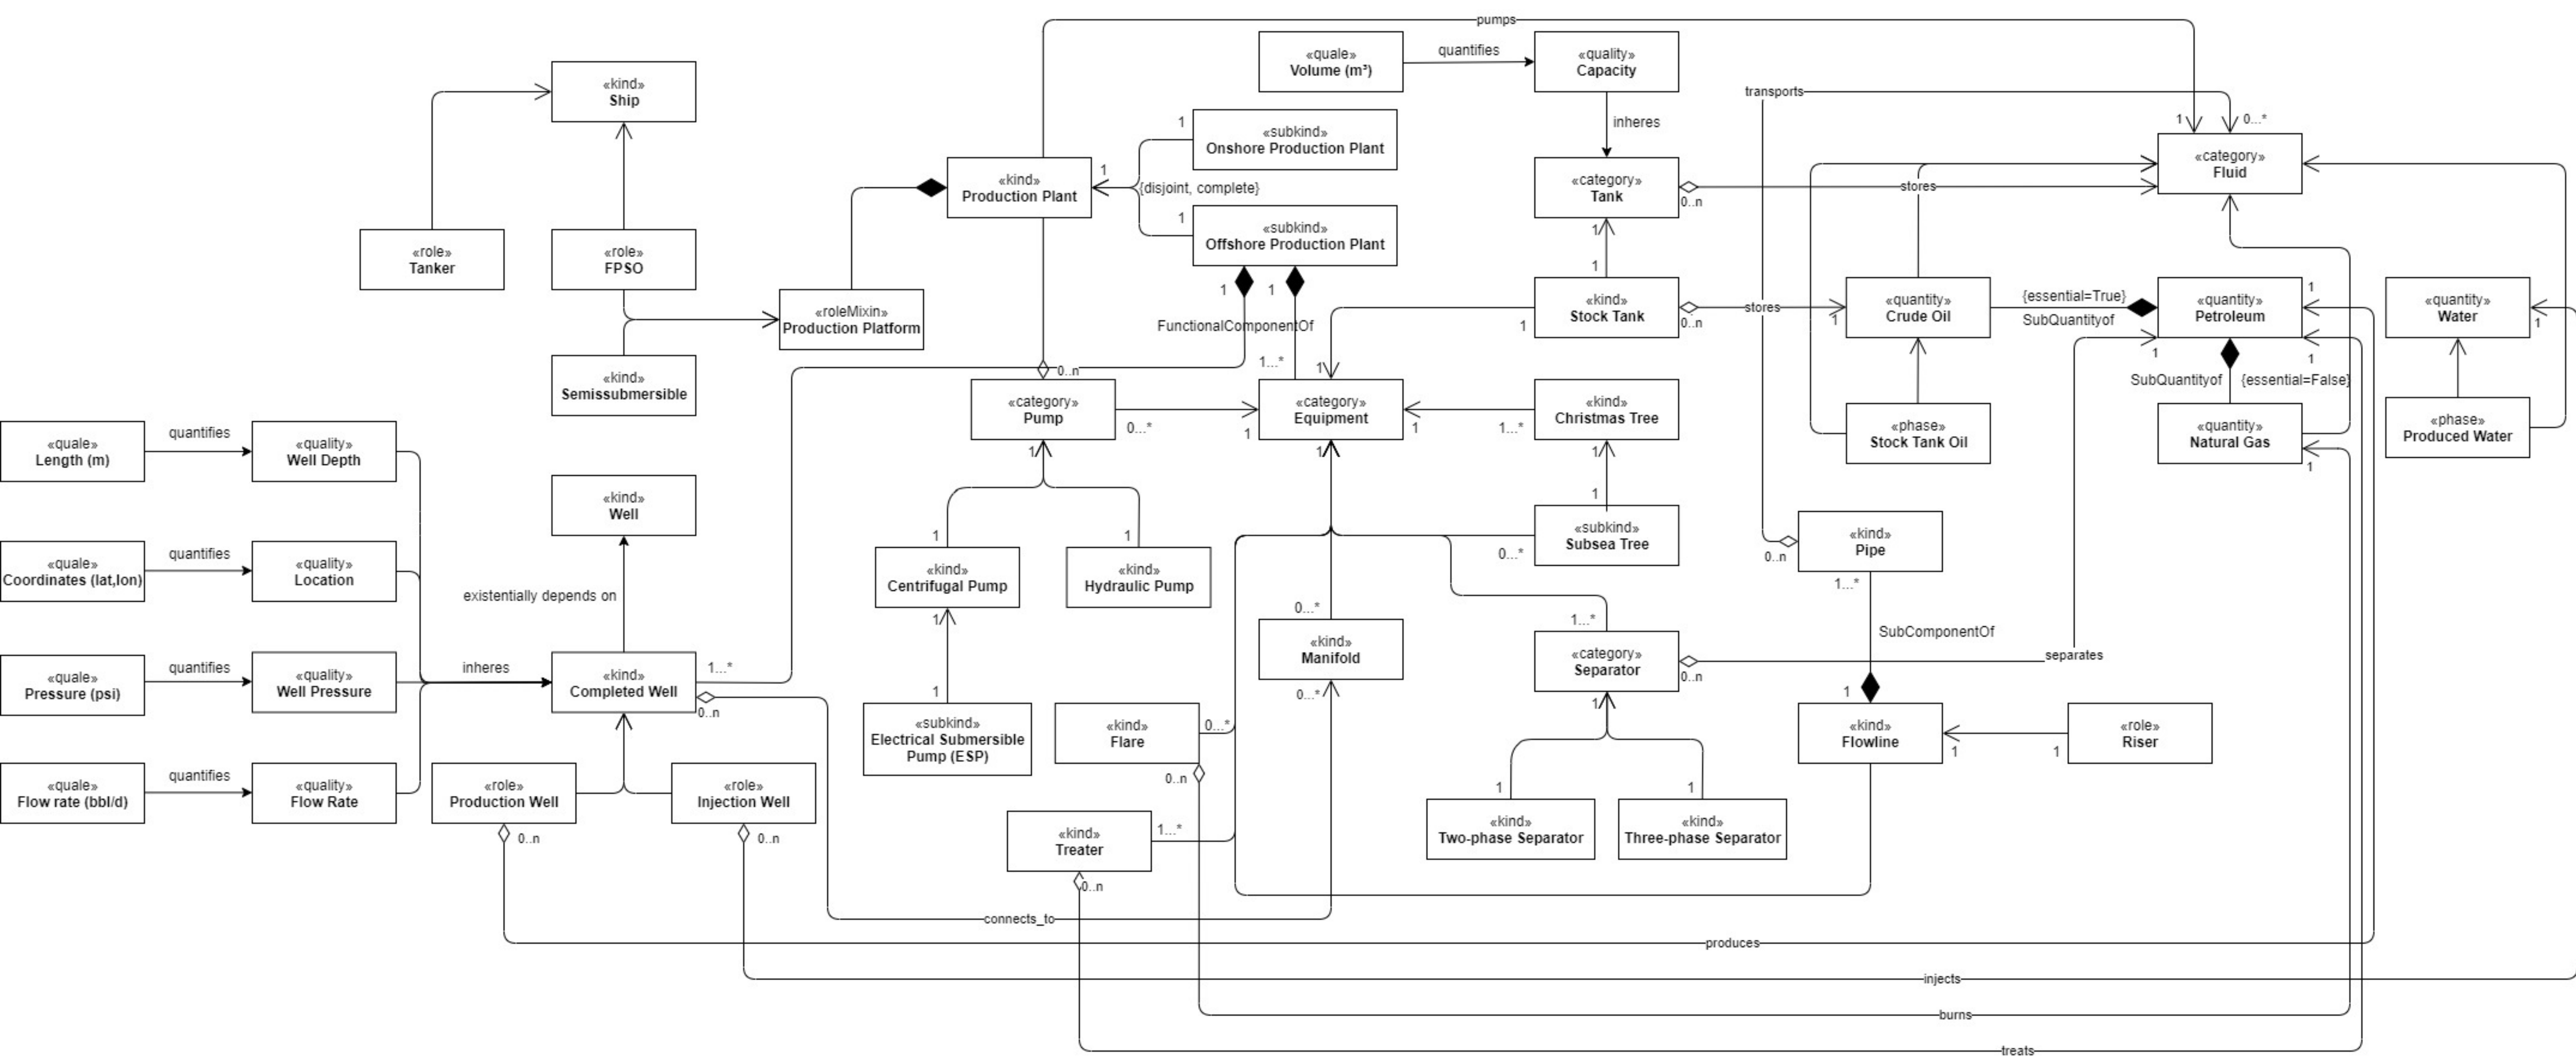 pumps
«quale»
Volume (m³)
quantifies
«quality»
Capacity
«kind»
Ship
transports
1
0...*
inheres
1
«subkind»
Onshore Production Plant
«category»
Fluid
«kind»
Production Plant
1
{disjoint, complete}
«category»
Tank
0..n
stores
1
«subkind»
Offshore Production Plant
1
«role»
Tanker
«role»
FPSO
1
1
1
«roleMixin»
Production Platform
FunctionalComponentOf
«kind»
Stock Tank
1
0..n
stores
1
«quantity»
Crude Oil
{essential=True}
SubQuantityof
«quantity»
Petroleum
1
1
1
«quantity»
Water
1
«kind»
Semissubmersible
0..n
1...*
1
SubQuantityof
{essential=False}
«category»
Pump
0...*
1
«category»
Equipment
1
1...*
«kind»
Christmas Tree
«phase»
Stock Tank Oil
«quantity»
Natural Gas
1
«phase»
Produced Water
«quale»
Length (m)
quantifies
«quality»
Well Depth
1
1
1
«kind»
Well
1
«subkind»
Subsea Tree
0...*
«kind»
Pipe
0..n
1...*
1
1
«kind»
Centrifugal Pump
«kind»
Hydraulic Pump
«quale»
Coordinates (lat,lon)
quantifies
«quality»
Location
existentially depends on
1
0...*
1...*
SubComponentOf
«kind»
Manifold
0...*
«category»
Separator
0..n
separates
«quale»
Pressure (psi)
quantifies
«quality»
Well Pressure
inheres
«kind»
Completed Well
1...*
0..n
1
1
1
«subkind»
Electrical Submersible
Pump (ESP)
«kind»
Flare
0...*
0..n
«kind»
Flowline
1
1
«role»
Riser
«quale»
Flow rate (bbl/d)
quantifies
«quality»
Flow Rate
«role»
Production Well
0..n
«role»
Injection Well
0..n
1
1
«kind»
Two-phase Separator
«kind»
Three-phase Separator
«kind»
Treater
1...*
0..n
connects_to
produces
injects
burns
treats